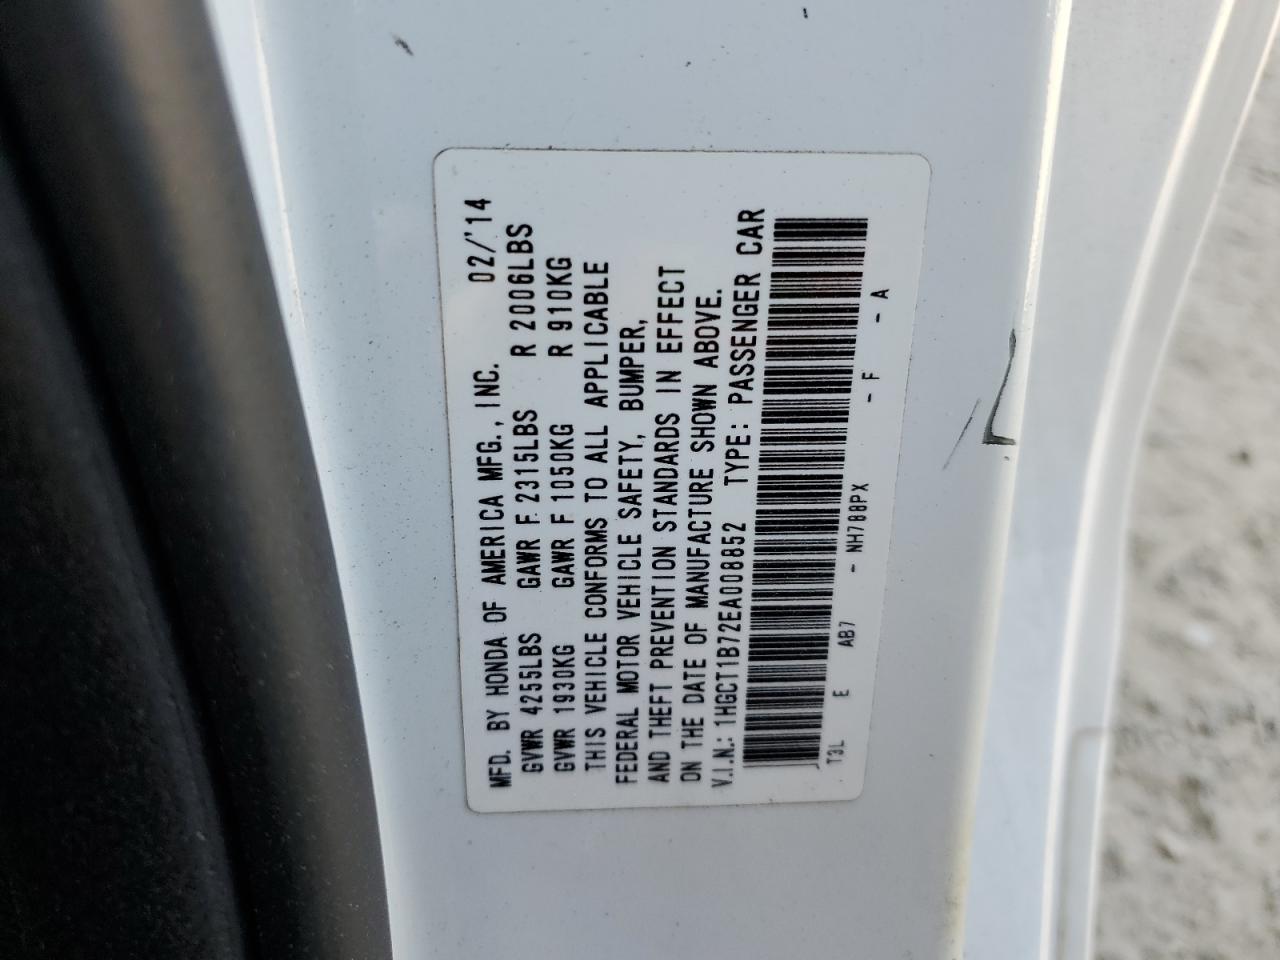 MFD. BY HONDA OF AMERICA MFG., INC. 02/'14
GVWR 4255LBS GAWR F 2315LBS R 2006LBS
GVWR 1930KG GAWR F 1050KG R 910KG
THIS VEHICLE CONFORMS TO ALL APPLICABLE
FEDERAL MOTOR VEHICLE SAFETY, BUMPER,
AND THEFT PREVENTION STANDARDS IN EFFECT
ON THE DATE OF MANUFACTURE SHOWN ABOVE.
V.I.N.: 1HGCT1B72EA008852 TYPE: PASSENGER CAR
T3L E AB7 - NH788PX - F - A